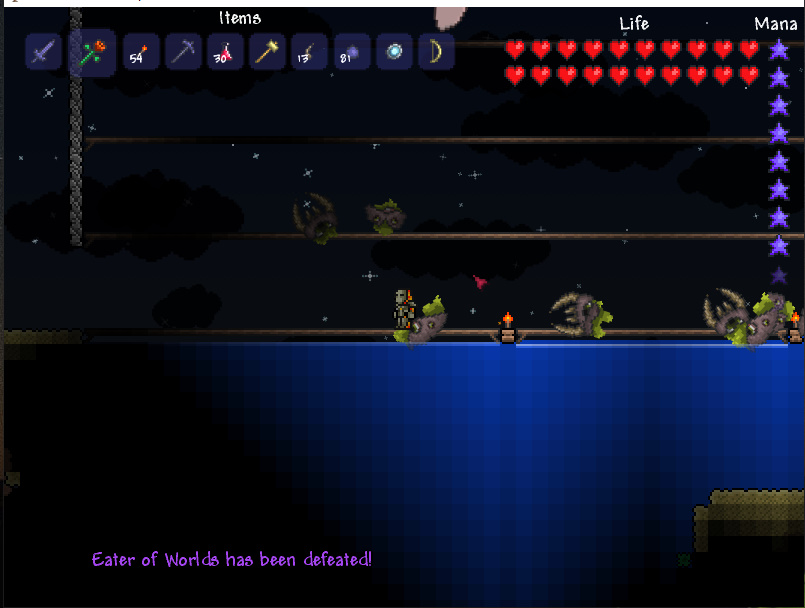 Items
Life
Mana
54
30
13
81
Eater of Worlds has been defeated!